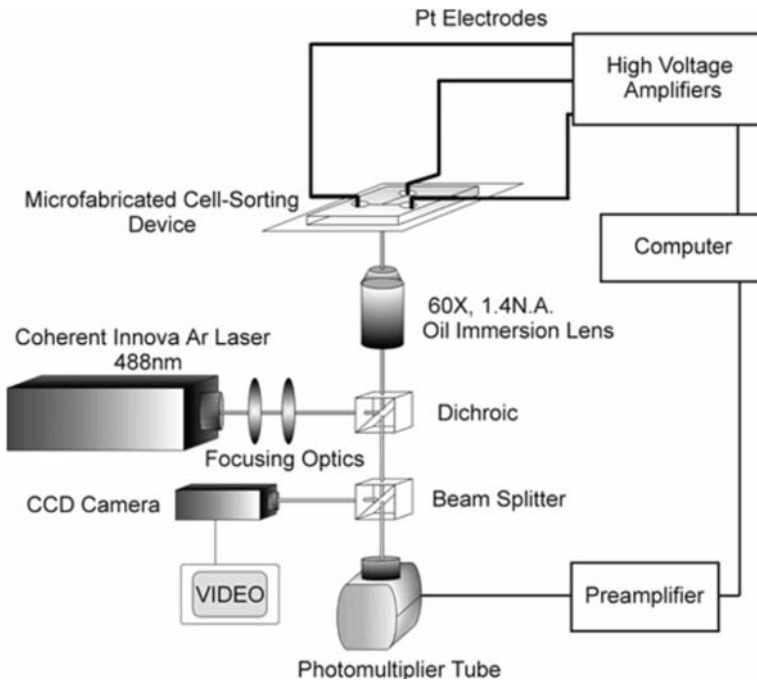 Pt Electrodes
High Voltage
Amplifiers
Microfabricated Cell-Sorting
Device
Computer
60X, 1.4N.A.
Oil Immersion Lens
Coherent Innova Ar Laser
488nm
Dichroic
Focusing Optics
CCD Camera
Beam Splitter
VIDEO
Preamplifier
Photomultiplier Tube